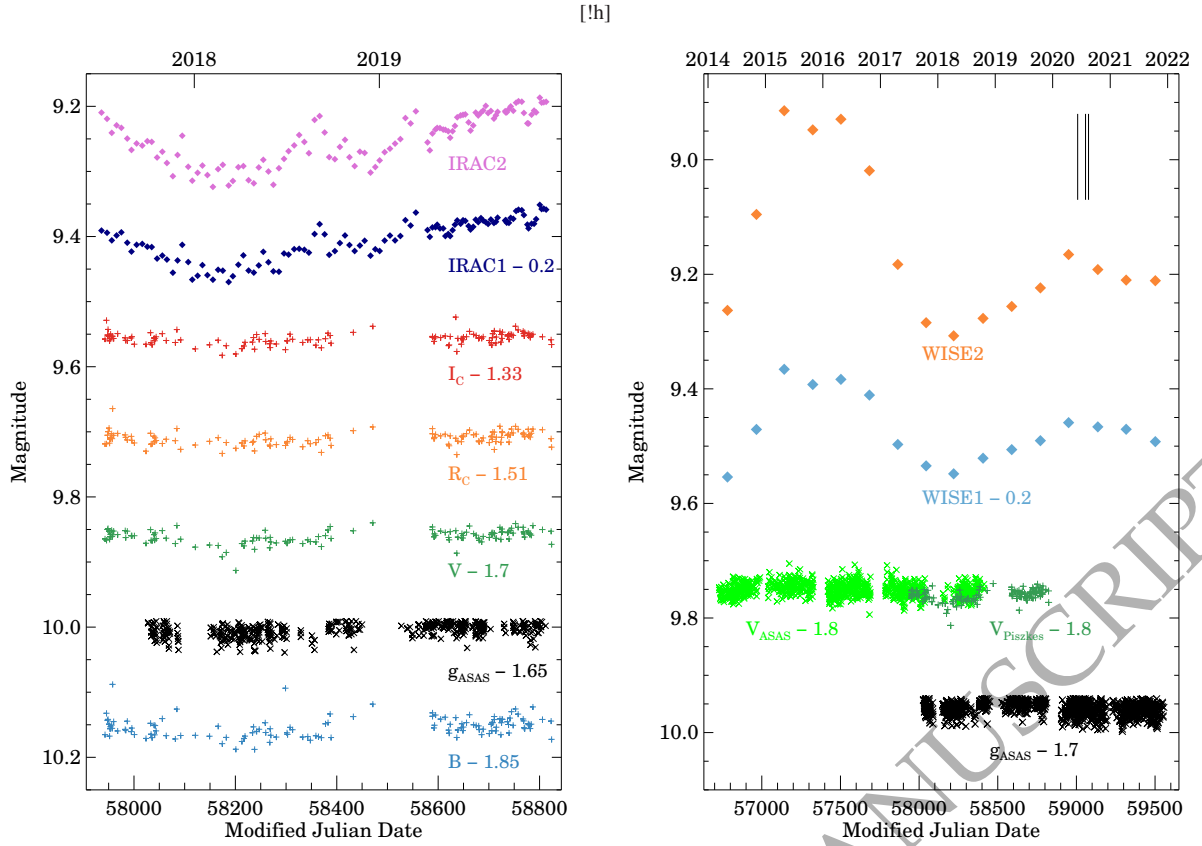 [!h]
2018 2019
9.2
9.4
9.6
9.8
10.0
10.2
Magnitude
IRAC2
IRAC1 – 0.2
I_C – 1.33
R_C – 1.51
V – 1.7
g_ASAS – 1.65
B – 1.85
58000 58200 58400 58600 58800
Modified Julian Date
2014 2015 2016 2017 2018 2019 2020 2021 2022
9.0
9.2
9.4
9.6
9.8
10.0
Magnitude
WISE2
WISE1 – 0.2
V_ASAS – 1.8 V_Piszkes – 1.8
g_ASAS – 1.7
57000 57500 58000 58500 59000 59500
Modified Julian Date
MANUSCRIPT